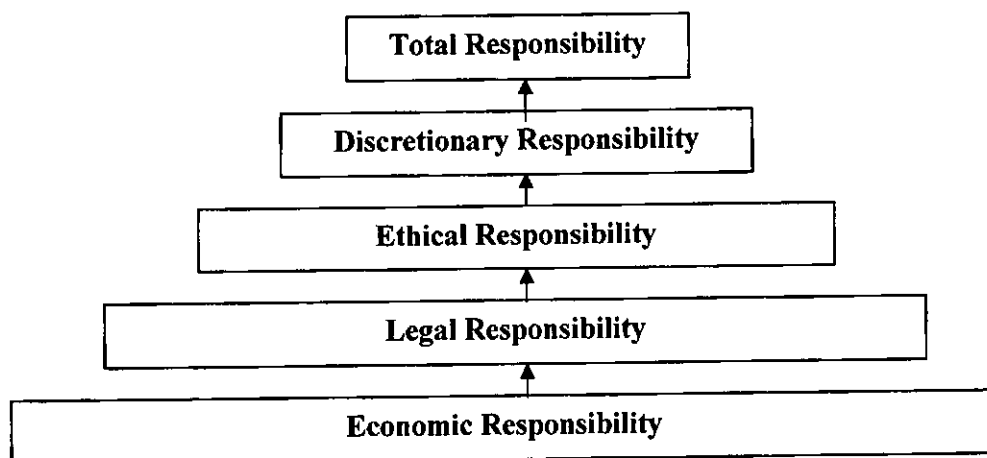 Total Responsibility
Discretionary Responsibility
Ethical Responsibility
Legal Responsibility
Economic Responsibility